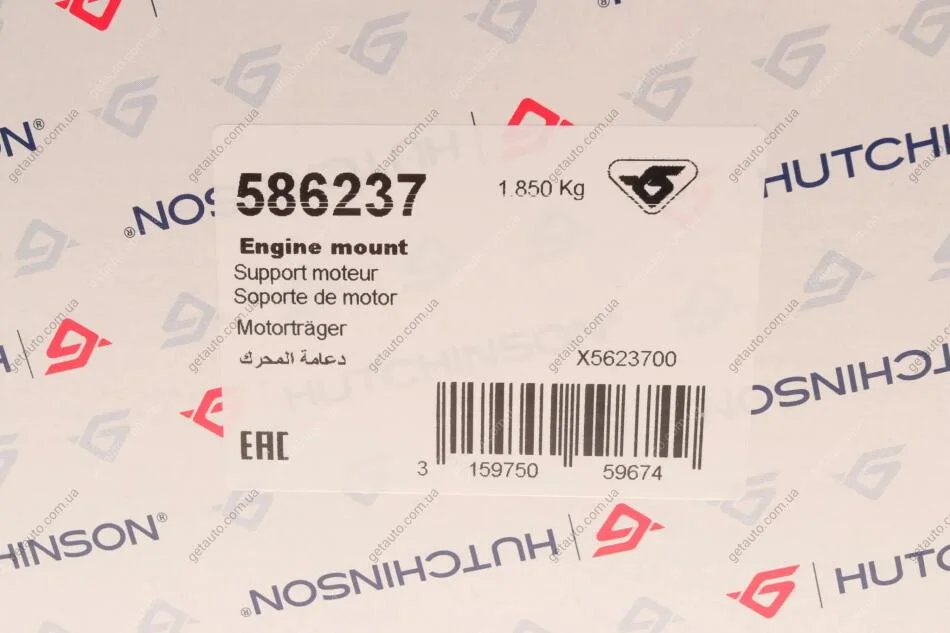 586237
1.850 Kg
Engine mount
Support moteur
Soporte de motor
Motorträger
دعامة المحرك
X5623700
EAC
3 159750 59674
HUTCHINSON®
HUTCHINSON
HUTCHINSON
HUTCHINSON®
HUTCHINSON®
getauto.com.ua